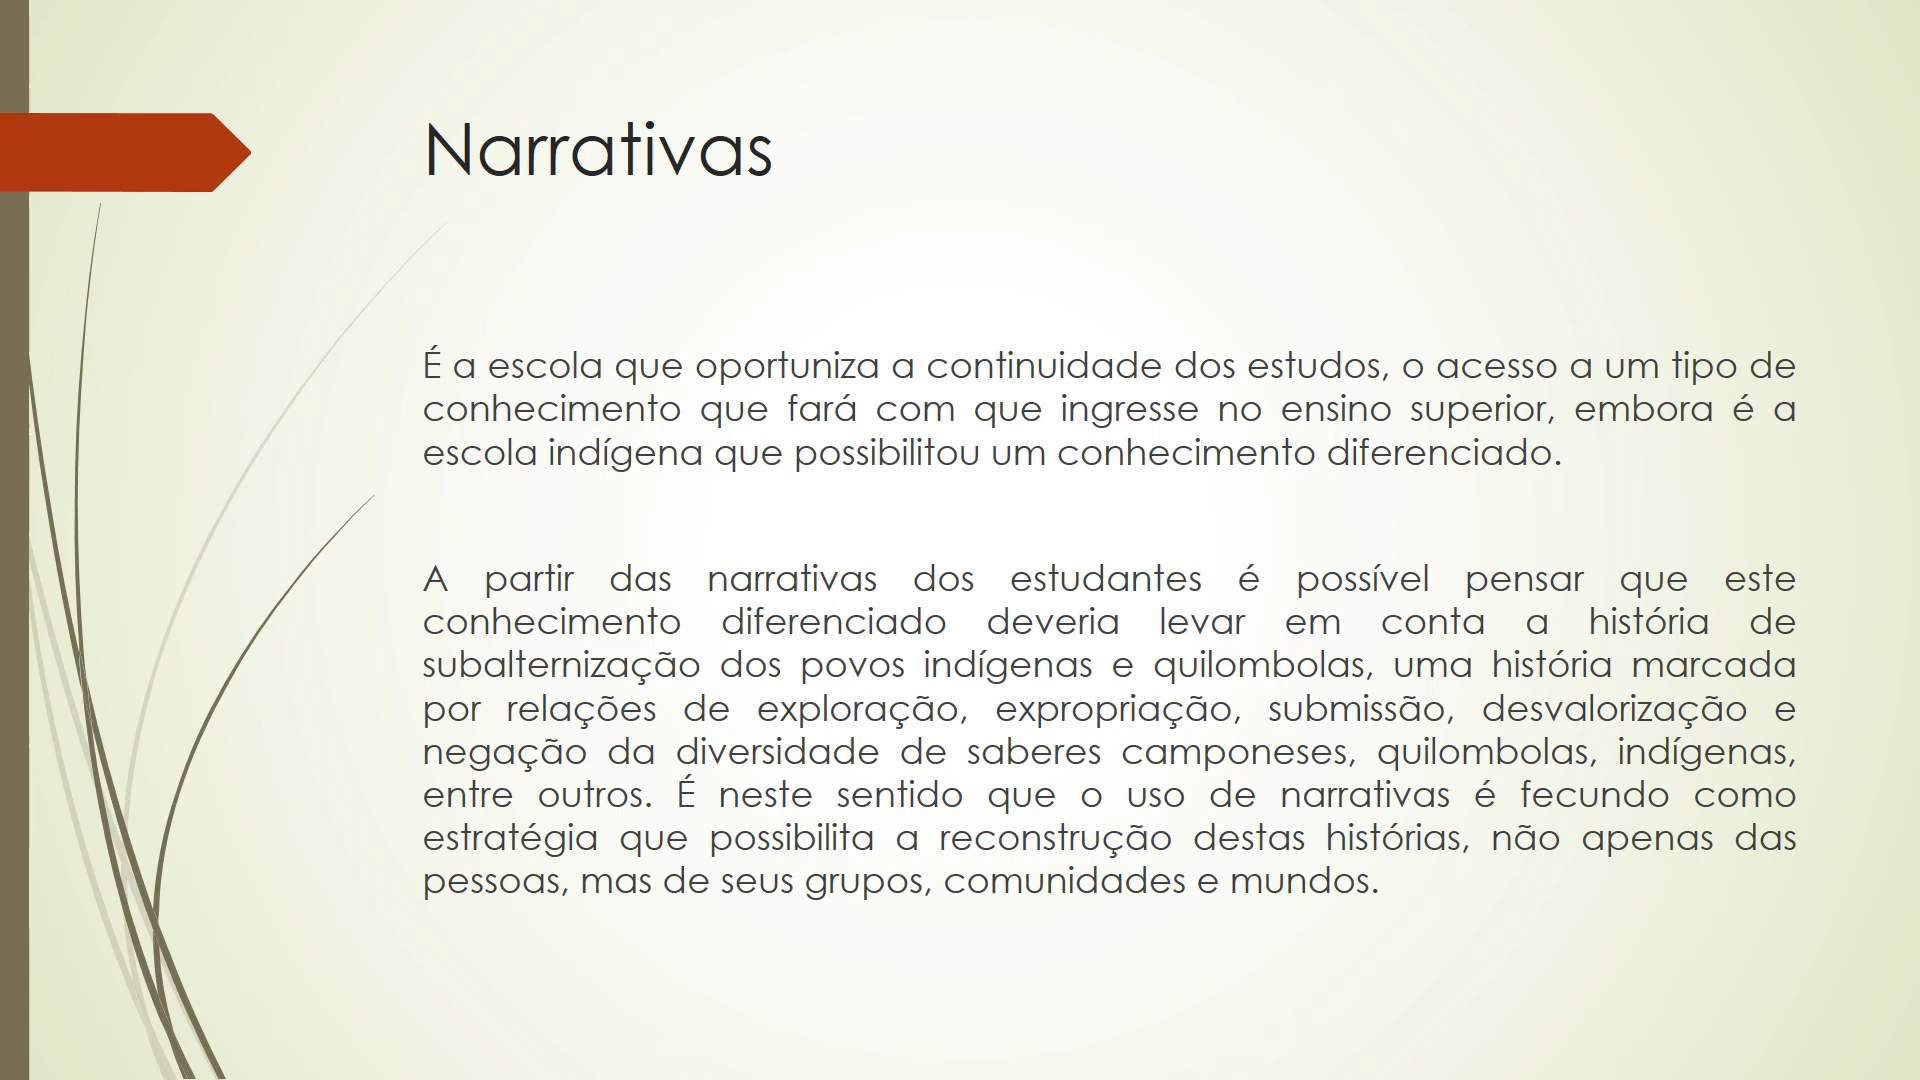 Narrativas
É a escola que oportuniza a continuidade dos estudos, o acesso a um tipo de
conhecimento que fará com que ingresse no ensino superior, embora é a
escola indígena que possibilitou um conhecimento diferenciado.
A partir das narrativas dos estudantes é possível pensar que este
conhecimento diferenciado deveria levar em conta a história de
subalternização dos povos indígenas e quilombolas, uma história marcada
por relações de exploração, expropriação, submissão, desvalorização e
negação da diversidade de saberes camponeses, quilombolas, indígenas,
entre outros. É neste sentido que o uso de narrativas é fecundo como
estratégia que possibilita a reconstrução destas histórias, não apenas das
pessoas, mas de seus grupos, comunidades e mundos.